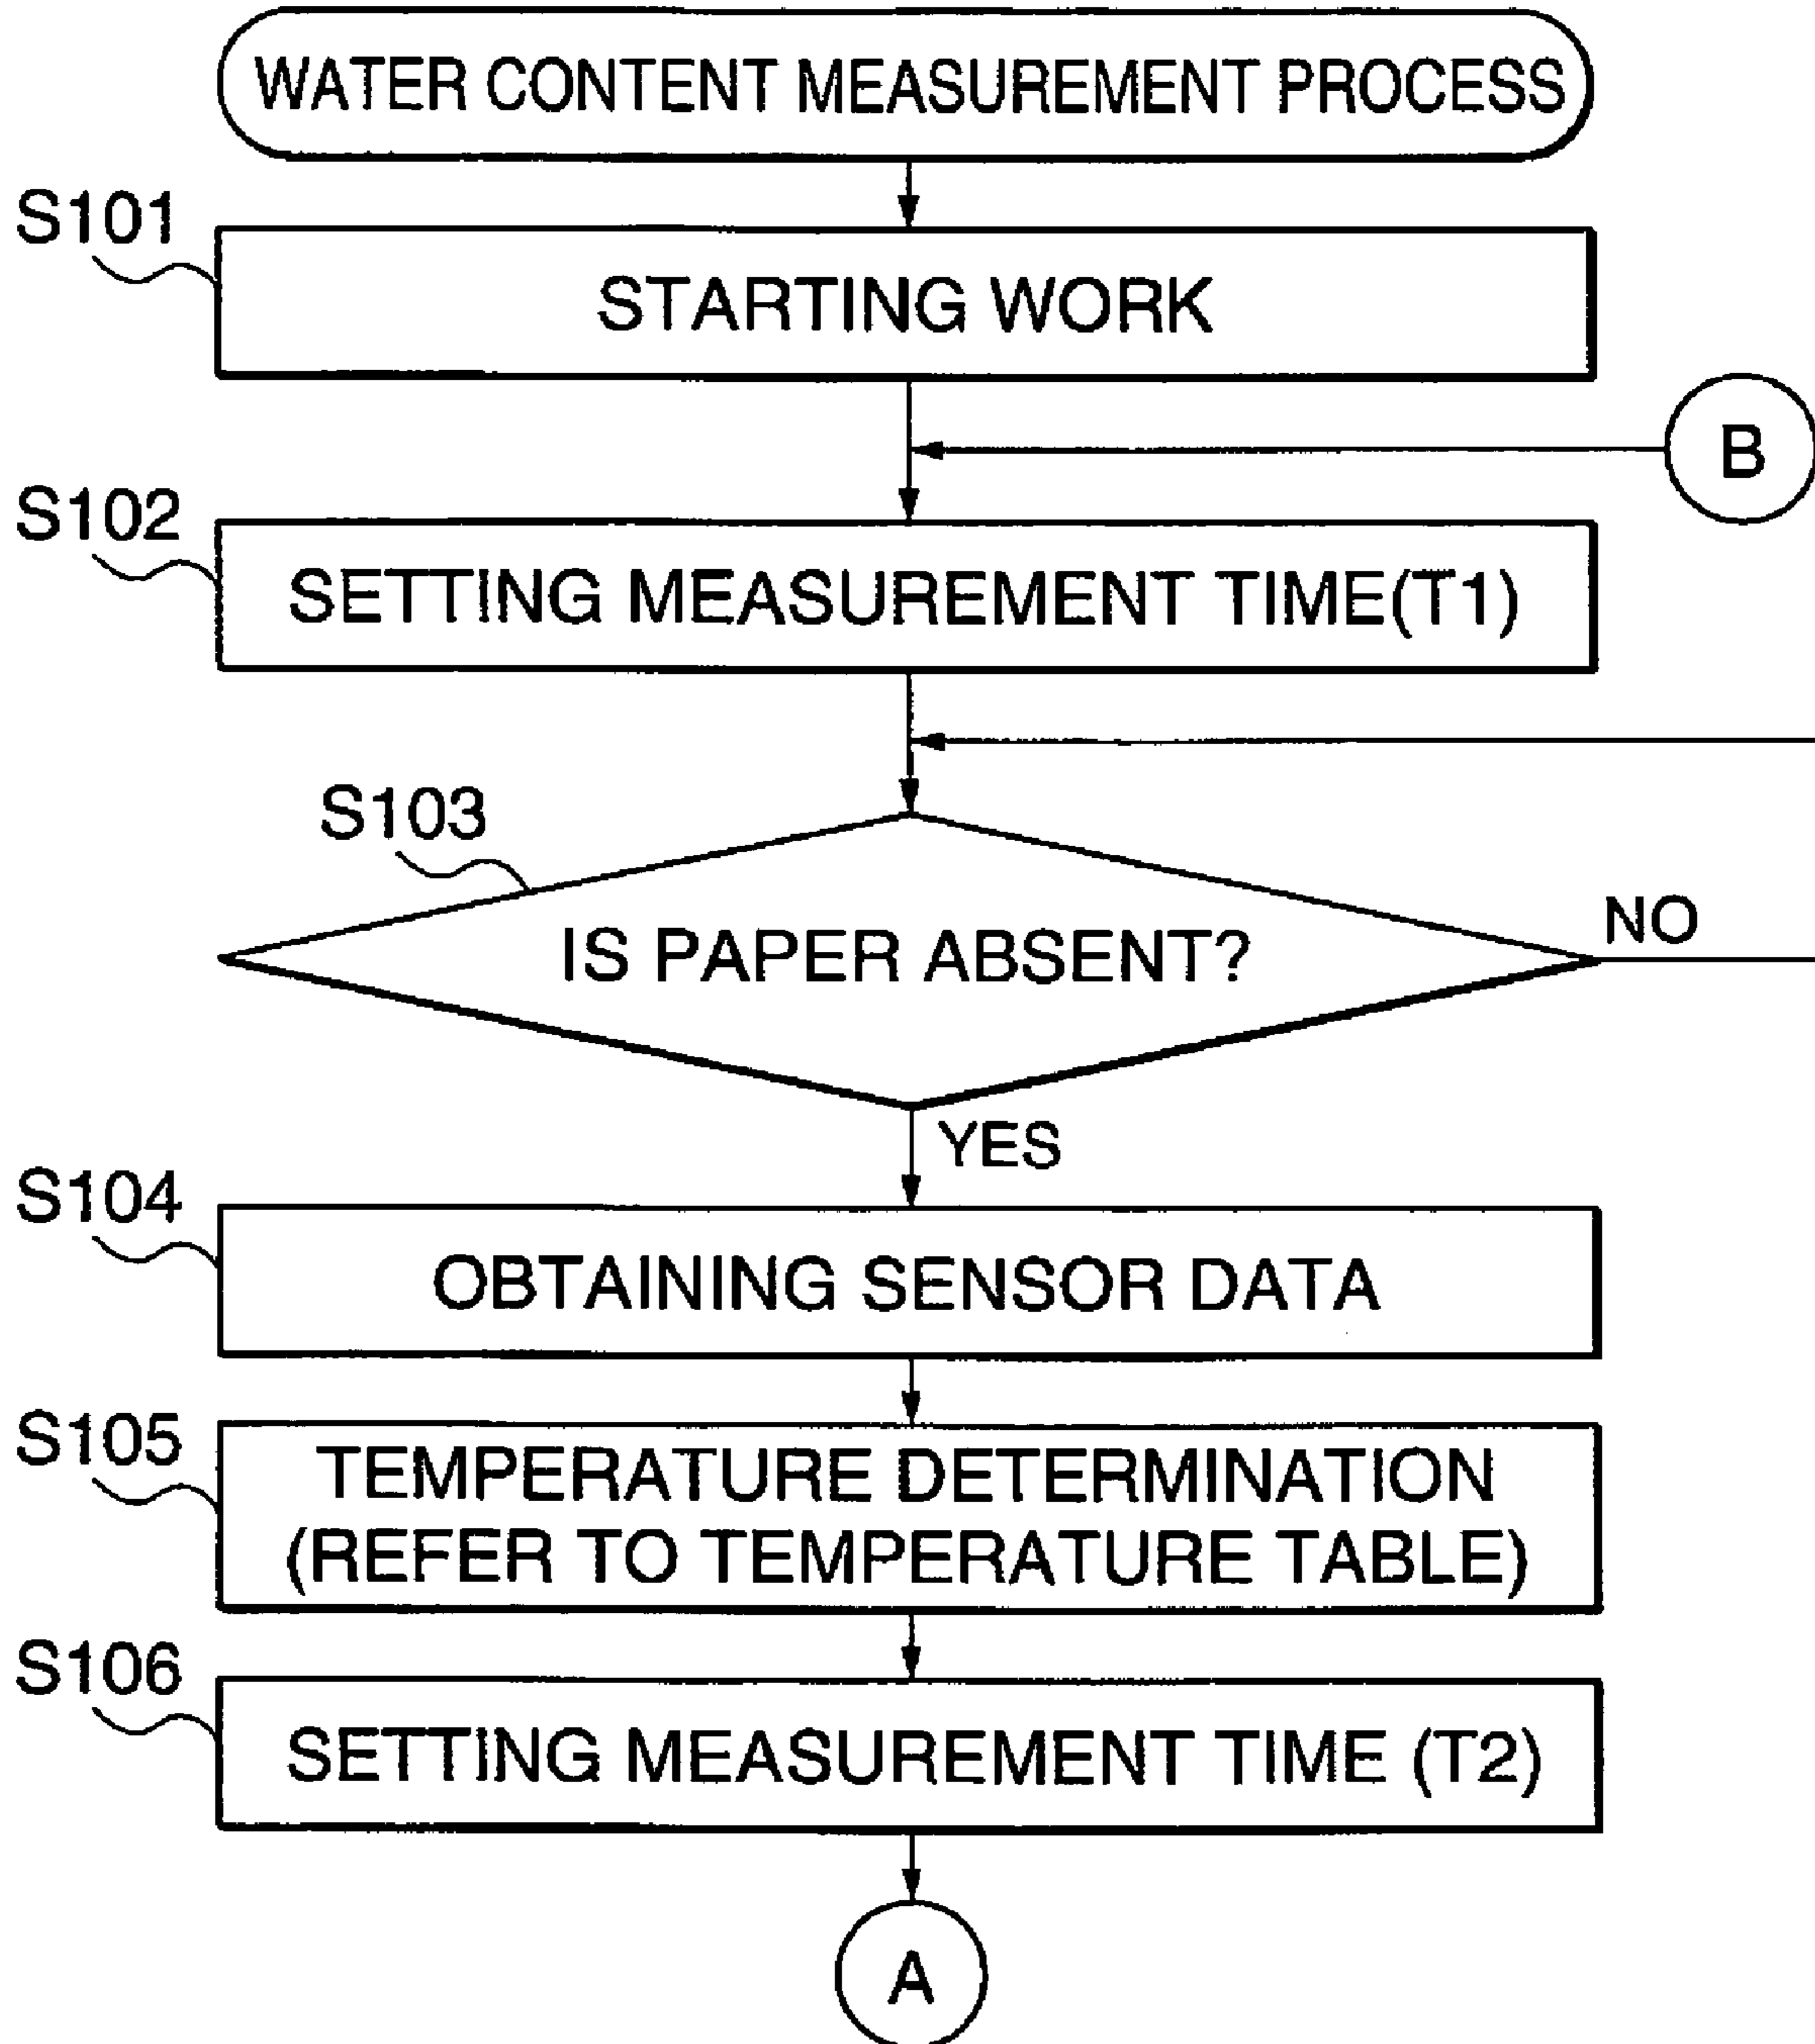 WATER CONTENT MEASUREMENT PROCESS
S101
STARTING WORK
B
S102
SETTING MEASUREMENT TIME(T1)
S103
IS PAPER ABSENT?
NO
YES
S104
OBTAINING SENSOR DATA
S105
TEMPERATURE DETERMINATION
(REFER TO TEMPERATURE TABLE)
S106
SETTING MEASUREMENT TIME (T2)
A